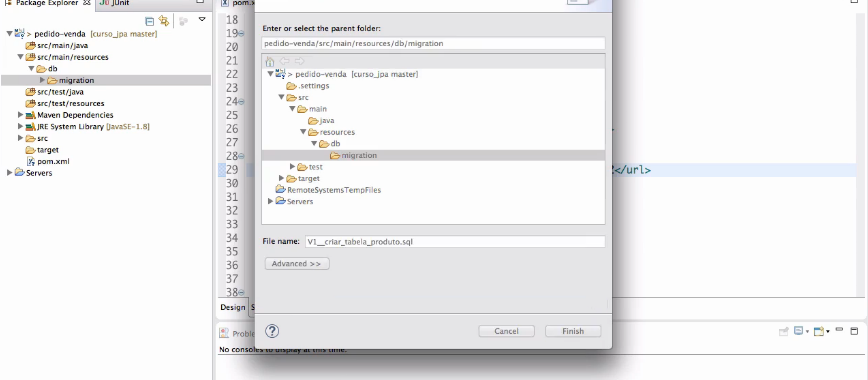 Package Explorer
JUnit
pom.x
> pedido-venda [curso_jpa master]
src/main/java
src/main/resources
db
migration
src/test/java
src/test/resources
Maven Dependencies
JRE System Library [JavaSE-1.8]
src
target
pom.xml
Servers
18
19
20
21
22
23
24
25
26
27
28
29
30
31
32
33
34
35
36
37
38
2</url>
Enter or select the parent folder:
pedido-venda/src/main/resources/db/migration
> pedido-venda [curso_jpa master]
.settings
src
main
java
resources
db
migration
test
target
RemoteSystemsTempFiles
Servers
File name:
V1__criar_tabela_produto.sql
Advanced >>
?
Cancel
Finish
Design
S
Proble
No consoles to display at this time.